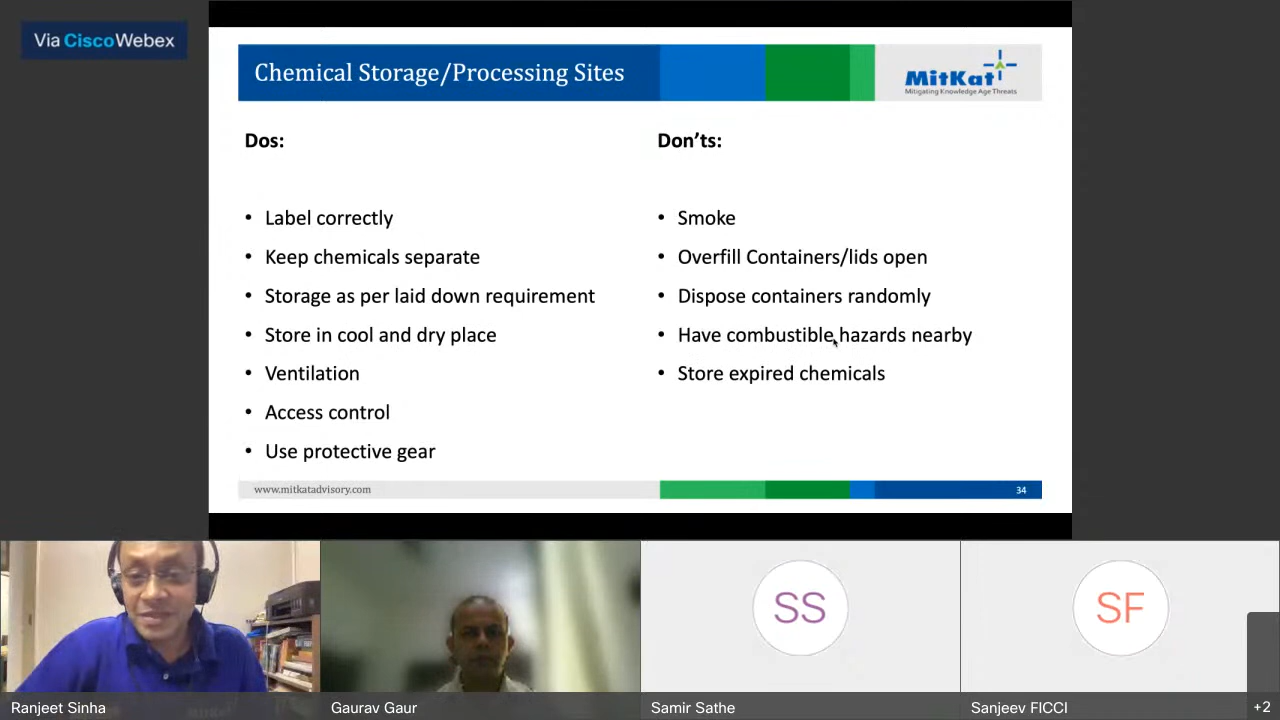 Via Cisco Webex
Chemical Storage/Processing Sites
MitKat
Mitigating Knowledge Age Threats
Dos:
• Label correctly
• Keep chemicals separate
• Storage as per laid down requirement
• Store in cool and dry place
• Ventilation
• Access control
• Use protective gear
Don’ts:
• Smoke
• Overfill Containers/lids open
• Dispose containers randomly
• Have combustible hazards nearby
• Store expired chemicals
www.mitkatadvisory.com
34
SS
SF
Ranjeet Sinha
Gaurav Gaur
Samir Sathe
Sanjeev FICCI
+2